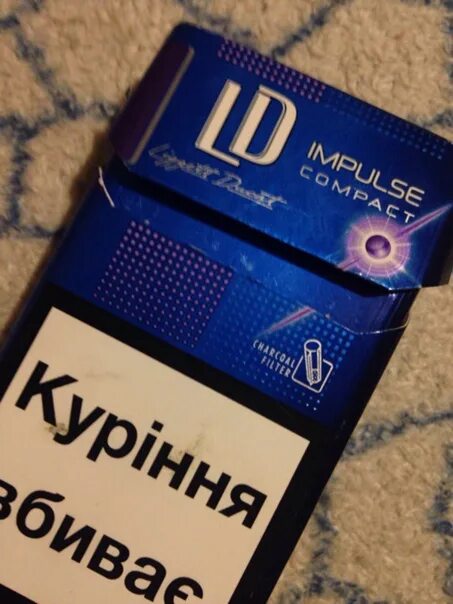 LD
IMPULSE
COMPACT
Liggett Ducat
CHARCOAL
FILTER
Куріння
вбиває